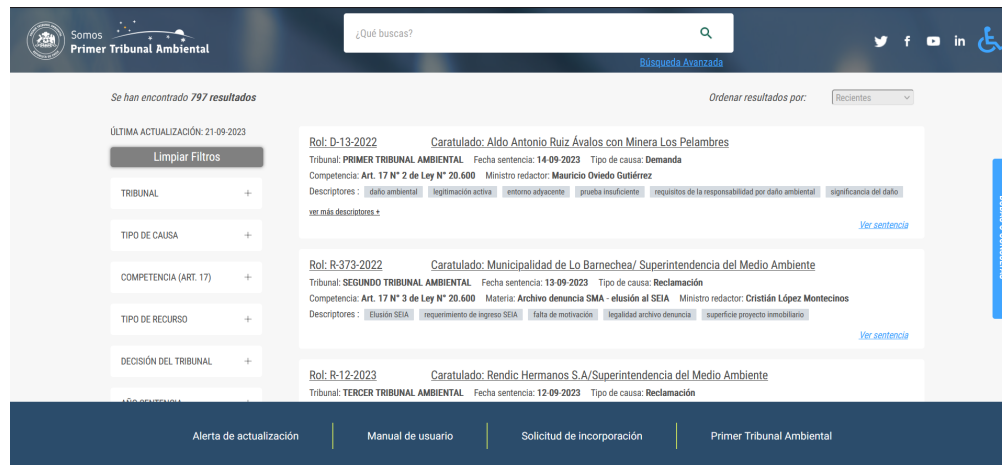 Somos
Primer Tribunal Ambiental
¿Qué buscas?
Búsqueda Avanzada
Se han encontrado 797 resultados
Ordenar resultados por:
Recientes
ÚLTIMA ACTUALIZACIÓN: 21-09-2023
Limpiar Filtros
TRIBUNAL +
TIPO DE CAUSA +
COMPETENCIA (ART. 17) +
TIPO DE RECURSO +
DECISIÓN DEL TRIBUNAL +
AÑO SENTENCIA
Rol: D-13-2022 Caratulado: Aldo Antonio Ruiz Ávalos con Minera Los Pelambres
Tribunal: PRIMER TRIBUNAL AMBIENTAL Fecha sentencia: 14-09-2023 Tipo de causa: Demanda
Competencia: Art. 17 N° 2 de Ley N° 20.600 Ministro redactor: Mauricio Oviedo Gutiérrez
Descriptores : daño ambiental legitimación activa entorno adyacente prueba insuficiente requisitos de la responsabilidad por daño ambiental significancia del daño
ver más descriptores +
Ver sentencia
Rol: R-373-2022 Caratulado: Municipalidad de Lo Barnechea/ Superintendencia del Medio Ambiente
Tribunal: SEGUNDO TRIBUNAL AMBIENTAL Fecha sentencia: 13-09-2023 Tipo de causa: Reclamación
Competencia: Art. 17 N° 3 de Ley N° 20.600 Materia: Archivo denuncia SMA - elusión al SEIA Ministro redactor: Cristián López Montecinos
Descriptores : Elusión SEIA requerimiento de ingreso SEIA falta de motivación legalidad archivo denuncia superficie proyecto inmobiliario
Ver sentencia
Rol: R-12-2023 Caratulado: Rendic Hermanos S.A/Superintendencia del Medio Ambiente
Tribunal: TERCER TRIBUNAL AMBIENTAL Fecha sentencia: 12-09-2023 Tipo de causa: Reclamación
Alerta de actualización
Manual de usuario
Solicitud de incorporación
Primer Tribunal Ambiental